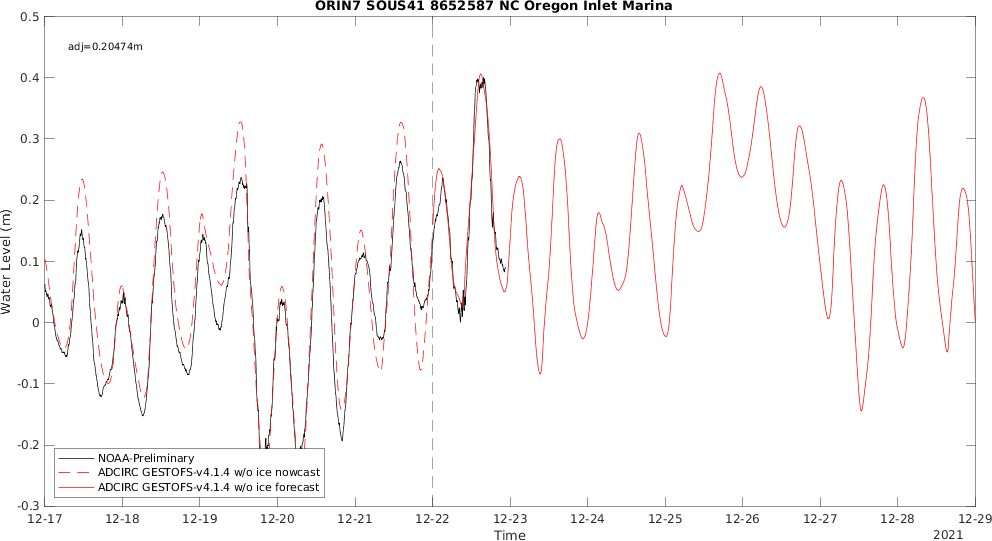 ORIN7 SOUS41 8652587 NC Oregon Inlet Marina
adj=0.20474m
Water Level (m)
0.5
0.4
0.3
0.2
0.1
0
-0.1
-0.2
-0.3
NOAA-Preliminary
ADCIRC GESTOFS-v4.1.4 w/o ice nowcast
ADCIRC GESTOFS-v4.1.4 w/o ice forecast
12-17 12-18 12-19 12-20 12-21 12-22 12-23 12-24 12-25 12-26 12-27 12-28 12-29
Time
2021